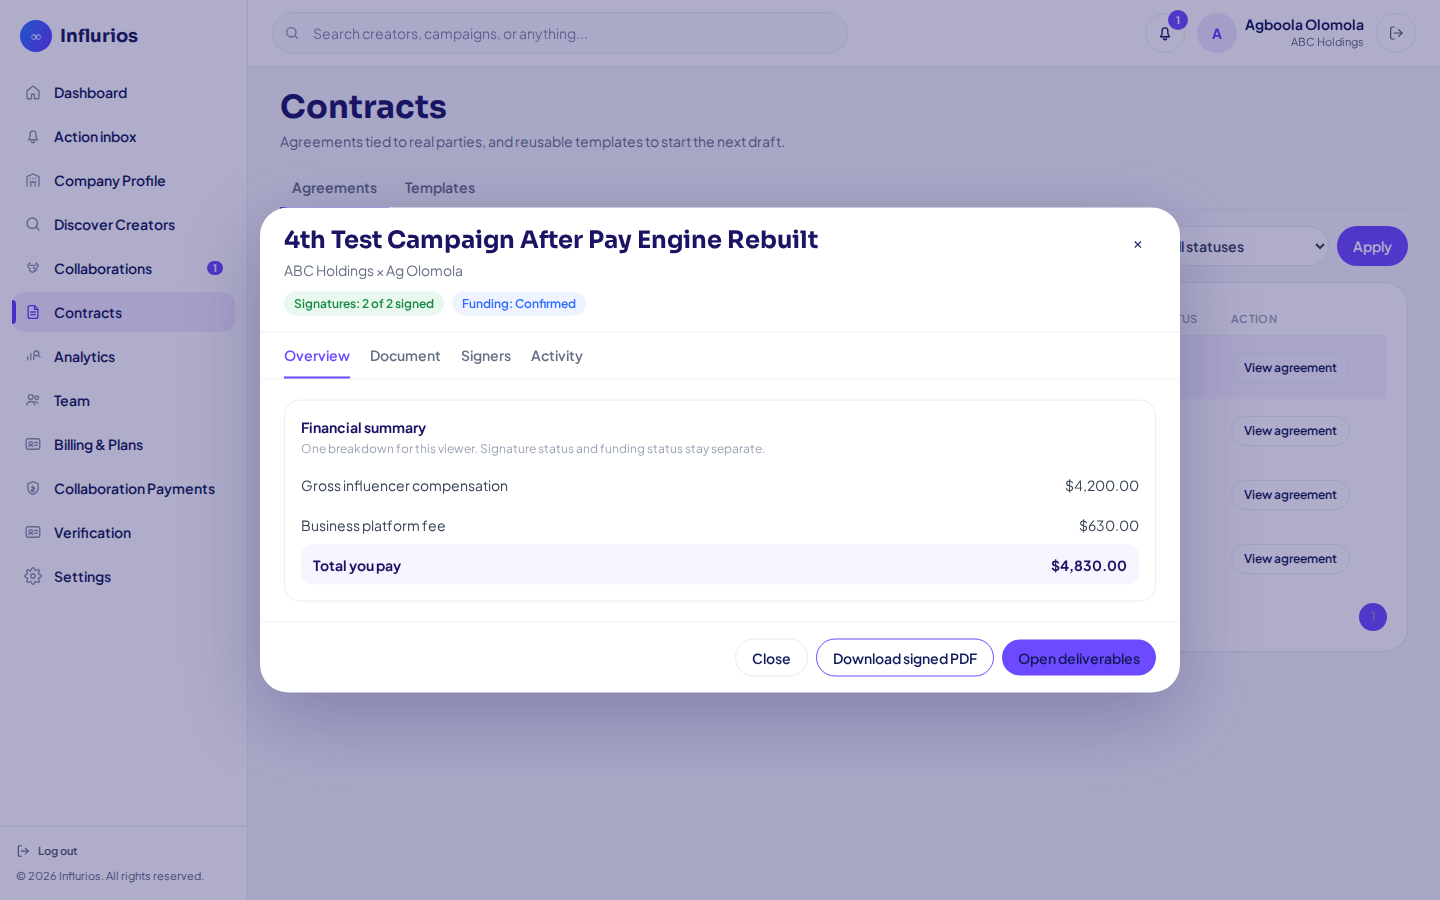 Influrios
Search creators, campaigns, or anything...
1
A
Agboola Olomola
ABC Holdings
Dashboard
Action inbox
Company Profile
Discover Creators
Collaborations
1
Contracts
Analytics
Team
Billing & Plans
Collaboration Payments
Verification
Settings
Log out
© 2026 Influrios. All rights reserved.
Contracts
Agreements tied to real parties, and reusable templates to start the next draft.
Agreements
Templates
statuses
Apply
ACTION
View agreement
View agreement
View agreement
View agreement
1
4th Test Campaign After Pay Engine Rebuilt
×
ABC Holdings × Ag Olomola
Signatures: 2 of 2 signed
Funding: Confirmed
Overview
Document
Signers
Activity
Financial summary
One breakdown for this viewer. Signature status and funding status stay separate.
Gross influencer compensation
$4,200.00
Business platform fee
$630.00
Total you pay
$4,830.00
Close
Download signed PDF
Open deliverables